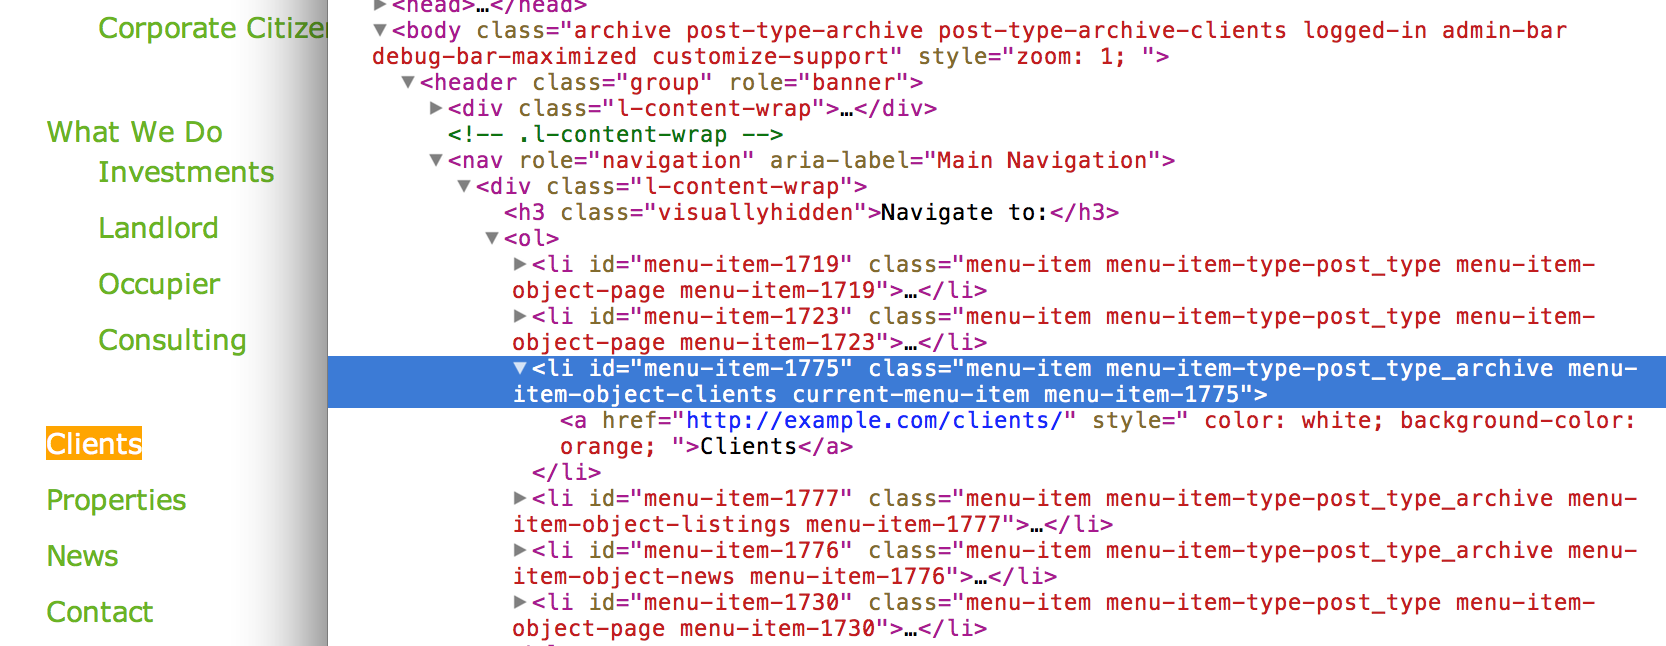 Corporate Citizen
What We Do
Investments
Landlord
Occupier
Consulting
Clients
Properties
News
Contact
▶<head>…</head>
▼<body class="archive post-type-archive post-type-archive-clients logged-in admin-bar
debug-bar-maximized customize-support" style="zoom: 1; ">
▼<header class="group" role="banner">
▶<div class="l-content-wrap">…</div>
<!-- .l-content-wrap -->
▼<nav role="navigation" aria-label="Main Navigation">
▼<div class="l-content-wrap">
<h3 class="visuallyhidden">Navigate to:</h3>
▼<ol>
▶<li id="menu-item-1719" class="menu-item menu-item-type-post_type menu-item-
object-page menu-item-1719">…</li>
▶<li id="menu-item-1723" class="menu-item menu-item-type-post_type menu-item-
object-page menu-item-1723">…</li>
▼<li id="menu-item-1775" class="menu-item menu-item-type-post_type_archive menu-
item-object-clients current-menu-item menu-item-1775">
<a href="http://example.com/clients/" style=" color: white; background-color:
orange; ">Clients</a>
</li>
▶<li id="menu-item-1777" class="menu-item menu-item-type-post_type_archive menu-
item-object-listings menu-item-1777">…</li>
▶<li id="menu-item-1776" class="menu-item menu-item-type-post_type_archive menu-
item-object-news menu-item-1776">…</li>
▶<li id="menu-item-1730" class="menu-item menu-item-type-post_type menu-item-
object-page menu-item-1730">…</li>